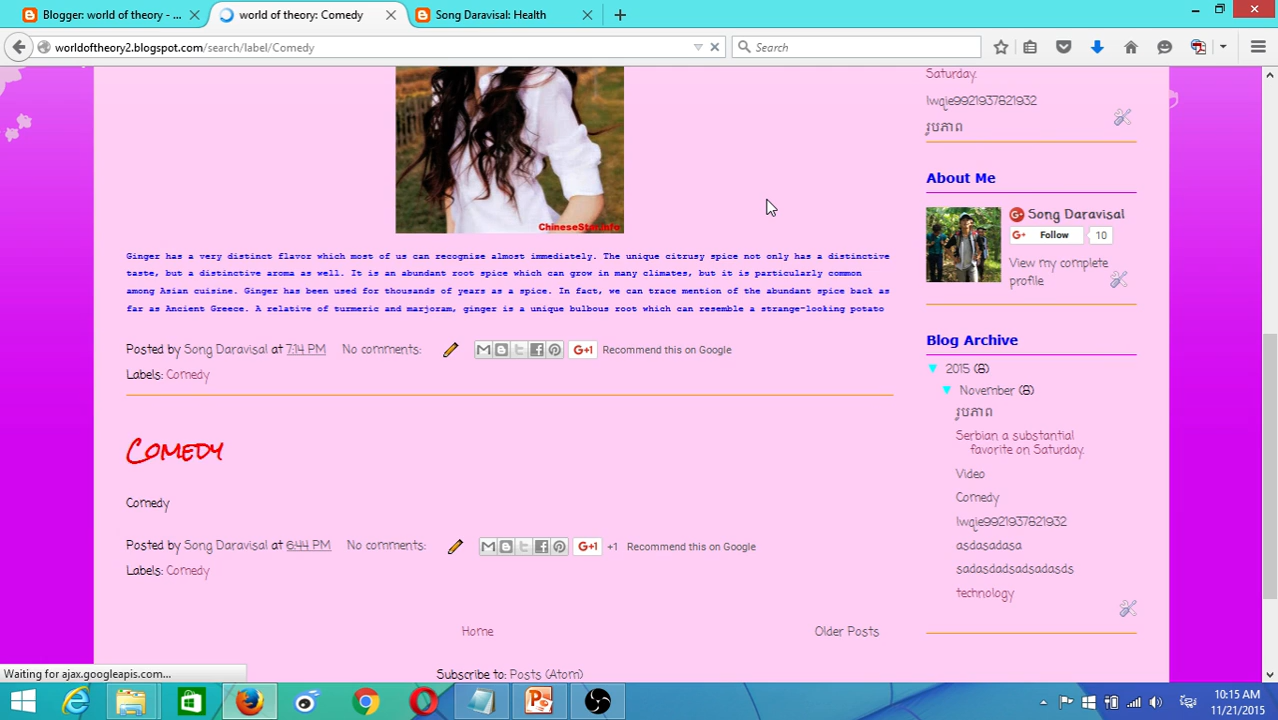 Blogger: world of theory - ...
world of theory: Comedy
Song Daravisal: Health
worldoftheory2.blogspot.com/search/label/Comedy
Search
Saturday.
lwqje9921937821932
រូបភាព
ChineseStar.info
About Me
Song Daravisal
Follow
10
View my complete
profile
Ginger has a very distinct flavor which most of us can recognise almost immediately. The unique citrusy spice not only has a distinctive
taste, but a distinctive aroma as well. It is an abundant root spice which can grow in many climates, but it is particularly common
among Asian cuisine. Ginger has been used for thousands of years as a spice. In fact, we can trace mention of the abundant spice back as
far as Ancient Greece. A relative of turmeric and marjoram, ginger is a unique bulbous root which can resemble a strange-looking potato
Posted by Song Daravisal at 7:14 PM No comments:
G+1 Recommend this on Google
Labels: Comedy
Blog Archive
▼ 2015 (8)
▼ November (8)
រូបភាព
Serbian a substantial
favorite on Saturday.
Video
Comedy
lwqje9921937821932
asdasadasa
sadasdadsadsadasds
technology
Comedy
Comedy
Posted by Song Daravisal at 6:44 PM No comments:
G+1 +1 Recommend this on Google
Labels: Comedy
Home
Older Posts
Subscribe to: Posts (Atom)
Waiting for ajax.googleapis.com...
10:15 AM
11/21/2015